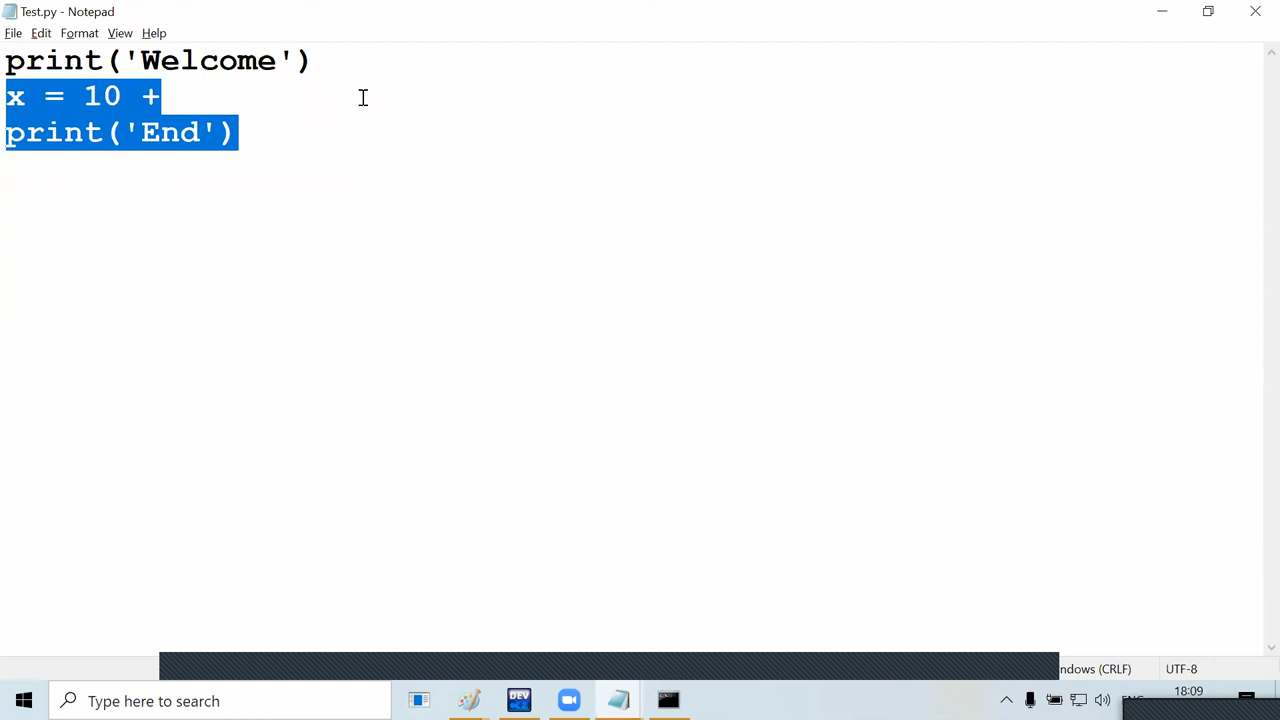 Test.py - Notepad
File Edit Format View Help
print('Welcome')
x = 10 +
print('End')
ndows (CRLF) UTF-8
Type here to search
DEV
18:09